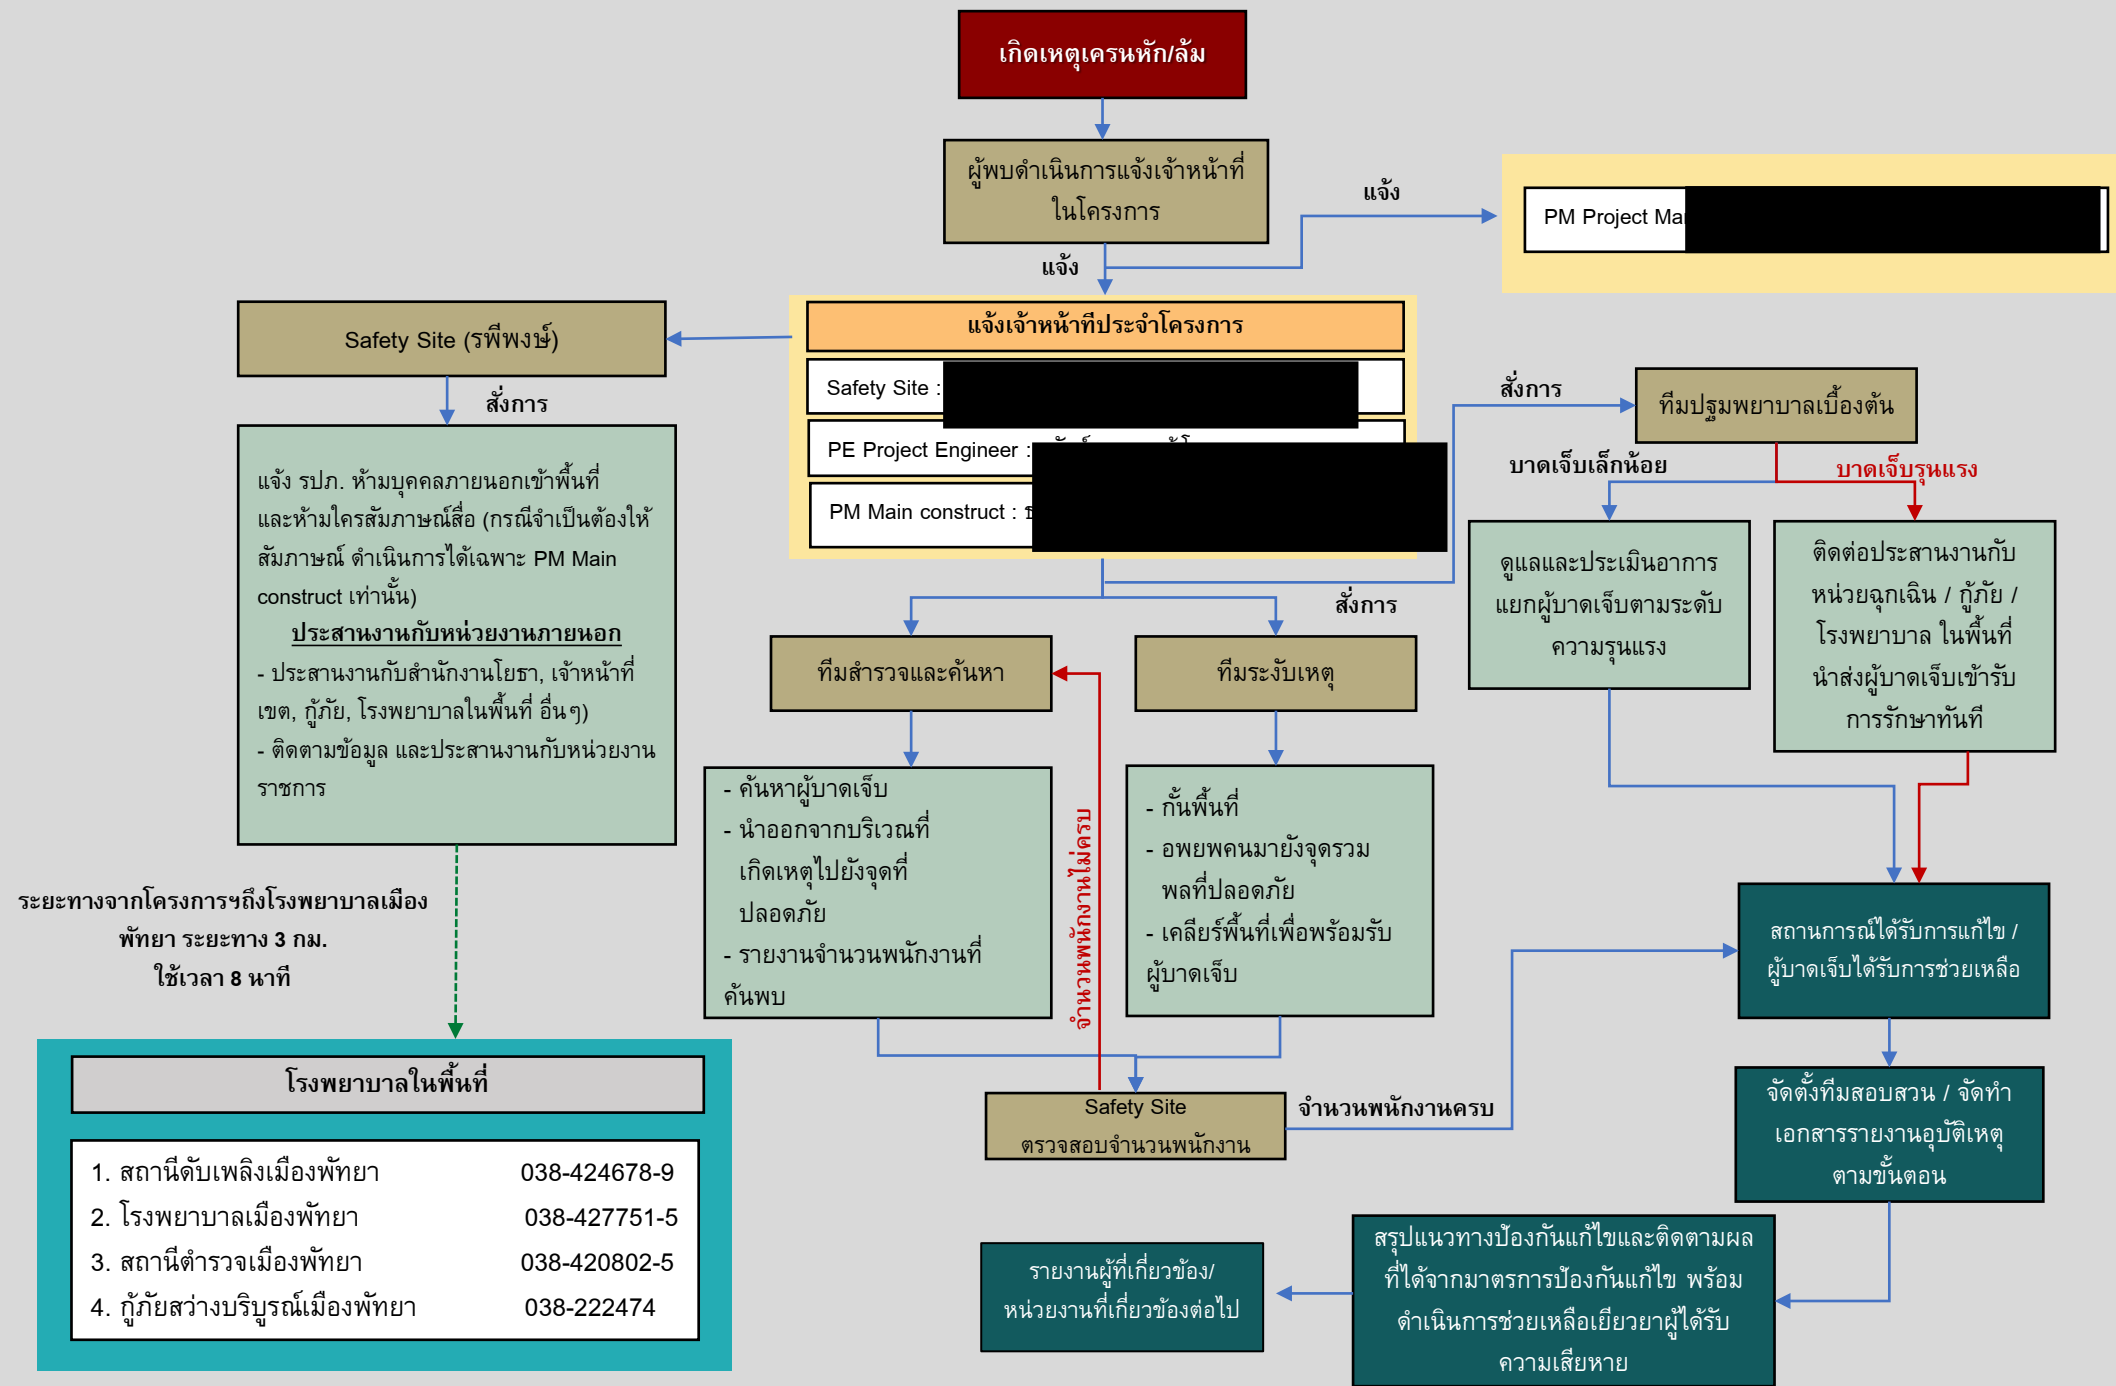 เกิดเหตุเครนหัก/ล้ม
ผู้พบดำเนินการแจ้งเจ้าหน้าที่
ในโครงการ
แจ้ง
PM Project
แจ้ง
แจ้งเจ้าหน้าที่ประจำโครงการ
Safety Site :
PE Project Engineer :
PM Main construct :
Safety Site (รพีพงษ์)
สั่งการ
แจ้ง รปภ. ห้ามบุคคลภายนอกเข้าพื้นที่
และห้ามใครสัมภาษณ์สื่อ (กรณีจำเป็นต้องให้
สัมภาษณ์ ดำเนินการได้เฉพาะ PM Main
construct เท่านั้น)
ประสานงานกับหน่วยงานภายนอก
- ประสานงานกับสำนักงานโยธา, เจ้าหน้าที่
เขต, กู้ภัย, โรงพยาบาลในพื้นที่ อื่นๆ)
- ติดตามข้อมูล และประสานงานกับหน่วยงาน
ราชการ
ระยะทางจากโครงการฯถึงโรงพยาบาลเมือง
พัทยา ระยะทาง 3 กม.
ใช้เวลา 8 นาที
โรงพยาบาลในพื้นที่
1. สถานีดับเพลิงเมืองพัทยา 038-424678-9
2. โรงพยาบาลเมืองพัทยา 038-427751-5
3. สถานีตำรวจเมืองพัทยา 038-420802-5
4. กู้ภัยสว่างบริบูรณ์เมืองพัทยา 038-222474
สั่งการ
ทีมสำรวจและค้นหา
- ค้นหาผู้บาดเจ็บ
- นำออกจากบริเวณที่
เกิดเหตุไปยังจุดที่
ปลอดภัย
- รายงานจำนวนพนักงานที่
ค้นพบ
ทีมระงับเหตุ
- กั้นพื้นที่
- อพยพคนมายังจุดรวม
พลที่ปลอดภัย
- เคลียร์พื้นที่เพื่อพร้อมรับ
ผู้บาดเจ็บ
จำนวนพนักงานไม่ครบ
Safety Site
ตรวจสอบจำนวนพนักงาน
จำนวนพนักงานครบ
สั่งการ
ทีมปฐมพยาบาลเบื้องต้น
บาดเจ็บเล็กน้อย
บาดเจ็บรุนแรง
ดูแลและประเมินอาการ
แยกผู้บาดเจ็บตามระดับ
ความรุนแรง
ติดต่อประสานงานกับ
หน่วยฉุกเฉิน / กู้ภัย /
โรงพยาบาล ในพื้นที่
นำส่งผู้บาดเจ็บเข้ารับ
การรักษาทันที
สถานการณ์ได้รับการแก้ไข /
ผู้บาดเจ็บได้รับการช่วยเหลือ
จัดตั้งทีมสอบสวน / จัดทำ
เอกสารรายงานอุบัติเหตุ
ตามขั้นตอน
สรุปแนวทางป้องกันแก้ไขและติดตามผล
ที่ได้จากมาตรการป้องกันแก้ไข พร้อม
ดำเนินการช่วยเหลือเยียวยาผู้ได้รับ
ความเสียหาย
รายงานผู้ที่เกี่ยวข้อง/
หน่วยงานที่เกี่ยวข้องต่อไป